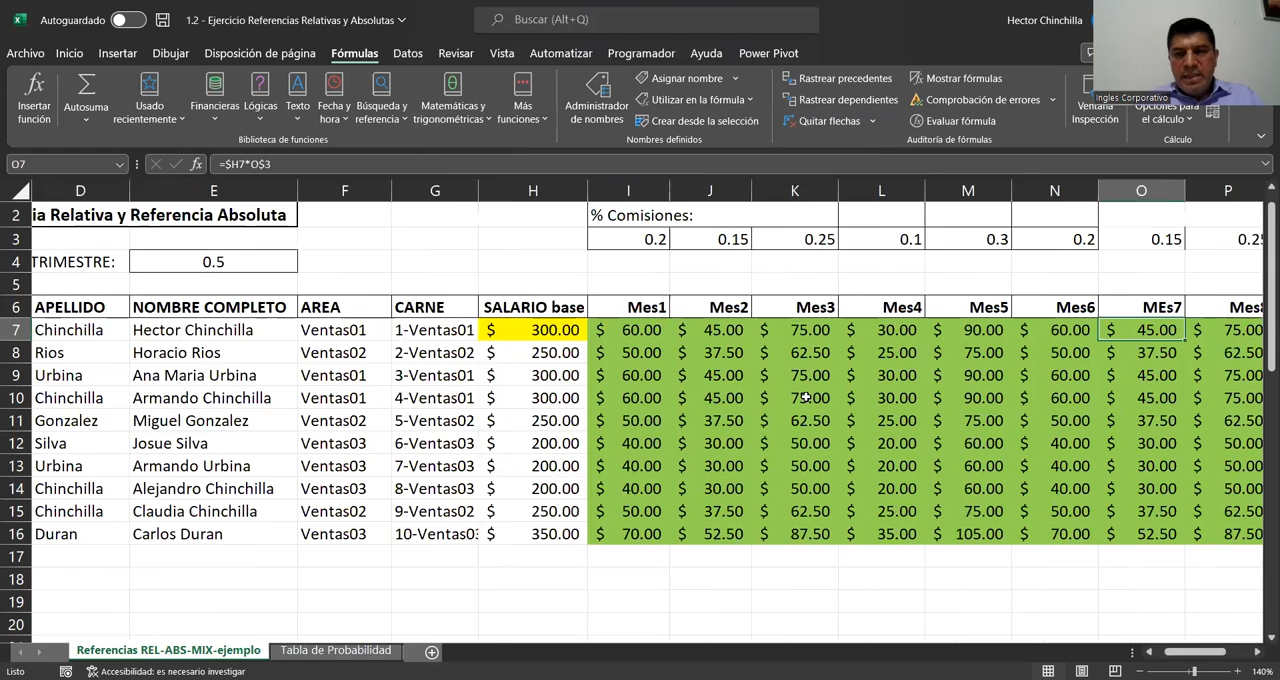 Autoguardado 1.2 - Ejercicio Referencias Relativas y Absolutas Buscar (Alt+Q) Hector Chinchilla
Archivo Inicio Insertar Dibujar Disposición de página Fórmulas Datos Revisar Vista Automatizar Programador Ayuda Power Pivot
Insertar función
Autosuma
Usado recientemente
Financieras
Lógicas
Texto
Fecha y hora
Búsqueda y referencia
Matemáticas y trigonométricas
Más funciones
Biblioteca de funciones
Administrador de nombres
Asignar nombre
Utilizar en la fórmula
Crear desde la selección
Nombres definidos
Rastrear precedentes
Rastrear dependientes
Quitar flechas
Mostrar fórmulas
Comprobación de errores
Evaluar fórmula
Auditoría de fórmulas
Ventana Inspección
Opciones para el cálculo
Cálculo
Ingles Corporativo
O7 fx =$H7*O$3
D E F G H I J K L M N O P
2 ia Relativa y Referencia Absoluta % Comisiones:
3 0.2 0.15 0.25 0.1 0.3 0.2 0.15 0.25
4 TRIMESTRE: 0.5
5
6 APELLIDO NOMBRE COMPLETO AREA CARNE SALARIO base Mes1 Mes2 Mes3 Mes4 Mes5 Mes6 MEs7 Mes8
7 Chinchilla Hector Chinchilla Ventas01 1-Ventas01 $ 300.00 $ 60.00 $ 45.00 $ 75.00 $ 30.00 $ 90.00 $ 60.00 $ 45.00 $ 75.00
8 Rios Horacio Rios Ventas02 2-Ventas02 $ 250.00 $ 50.00 $ 37.50 $ 62.50 $ 25.00 $ 75.00 $ 50.00 $ 37.50 $ 62.50
9 Urbina Ana Maria Urbina Ventas01 3-Ventas01 $ 300.00 $ 60.00 $ 45.00 $ 75.00 $ 30.00 $ 90.00 $ 60.00 $ 45.00 $ 75.00
10 Chinchilla Armando Chinchilla Ventas01 4-Ventas01 $ 300.00 $ 60.00 $ 45.00 $ 75.00 $ 30.00 $ 90.00 $ 60.00 $ 45.00 $ 75.00
11 Gonzalez Miguel Gonzalez Ventas02 5-Ventas02 $ 250.00 $ 50.00 $ 37.50 $ 62.50 $ 25.00 $ 75.00 $ 50.00 $ 37.50 $ 62.50
12 Silva Josue Silva Ventas03 6-Ventas03 $ 200.00 $ 40.00 $ 30.00 $ 50.00 $ 20.00 $ 60.00 $ 40.00 $ 30.00 $ 50.00
13 Urbina Armando Urbina Ventas03 7-Ventas03 $ 200.00 $ 40.00 $ 30.00 $ 50.00 $ 20.00 $ 60.00 $ 40.00 $ 30.00 $ 50.00
14 Chinchilla Alejandro Chinchilla Ventas03 8-Ventas03 $ 200.00 $ 40.00 $ 30.00 $ 50.00 $ 20.00 $ 60.00 $ 40.00 $ 30.00 $ 50.00
15 Chinchilla Claudia Chinchilla Ventas02 9-Ventas02 $ 250.00 $ 50.00 $ 37.50 $ 62.50 $ 25.00 $ 75.00 $ 50.00 $ 37.50 $ 62.50
16 Duran Carlos Duran Ventas03 10-Ventas03 $ 350.00 $ 70.00 $ 52.50 $ 87.50 $ 35.00 $ 105.00 $ 70.00 $ 52.50 $ 87.50
17
18
19
20
Referencias REL-ABS-MIX-ejemplo Tabla de Probabilidad
Listo Accesibilidad: es necesario investigar 140%